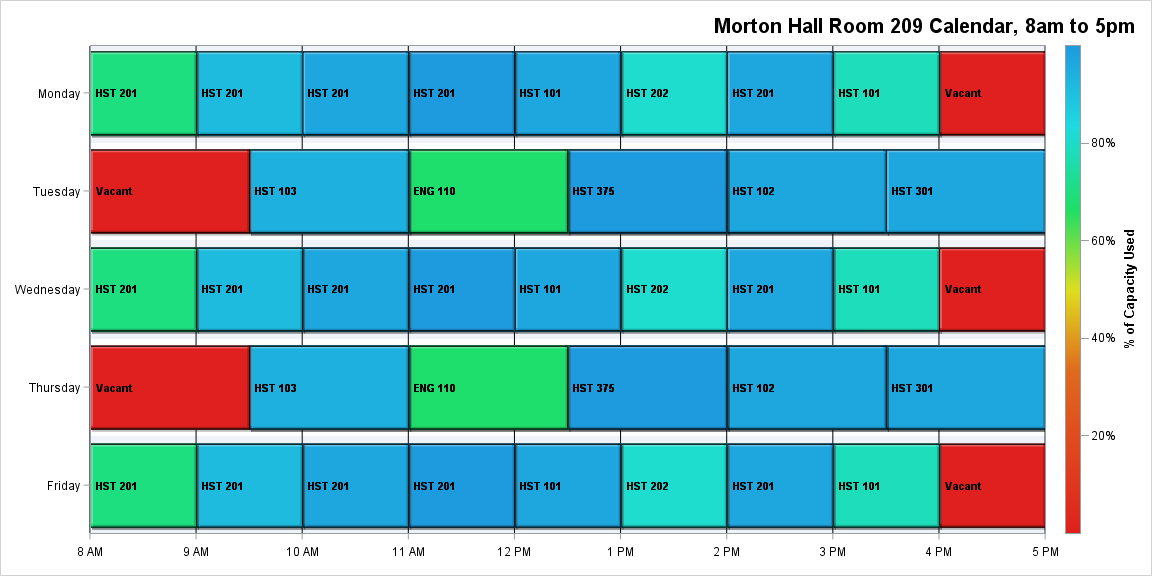 Morton Hall Room 209 Calendar, 8am to 5pm
Monday HST 201 HST 201 HST 201 HST 201 HST 101 HST 202 HST 201 HST 101 Vacant
Tuesday Vacant HST 103 ENG 110 HST 375 HST 102 HST 301
Wednesday HST 201 HST 201 HST 201 HST 201 HST 101 HST 202 HST 201 HST 101 Vacant
Thursday Vacant HST 103 ENG 110 HST 375 HST 102 HST 301
Friday HST 201 HST 201 HST 201 HST 201 HST 101 HST 202 HST 201 HST 101 Vacant
8 AM 9 AM 10 AM 11 AM 12 PM 1 PM 2 PM 3 PM 4 PM 5 PM
80%
60%
40%
20%
% of Capacity Used